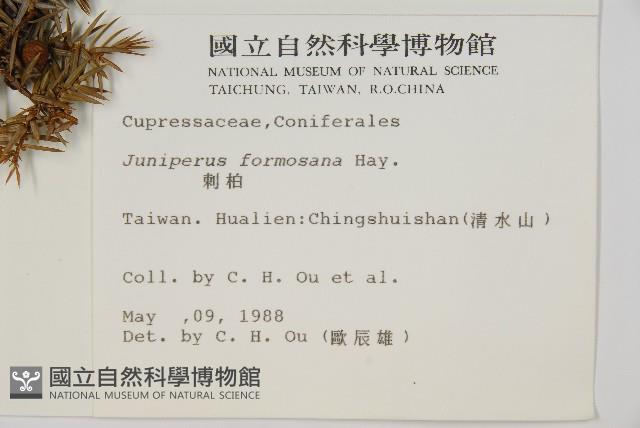 國立自然科學博物館
NATIONAL MUSEUM OF NATURAL SCIENCE
TAICHUNG, TAIWAN, R.O.CHINA
Cupressaceae,Coniferales
Juniperus formosana Hay.
刺柏
Taiwan. Hualien:Chingshuishan(清水山)
Coll. by C. H. Ou et al.
May ,09, 1988
Det. by C. H. Ou (歐辰雄)
國立自然科學博物館
NATIONAL MUSEUM OF NATURAL SCIENCE